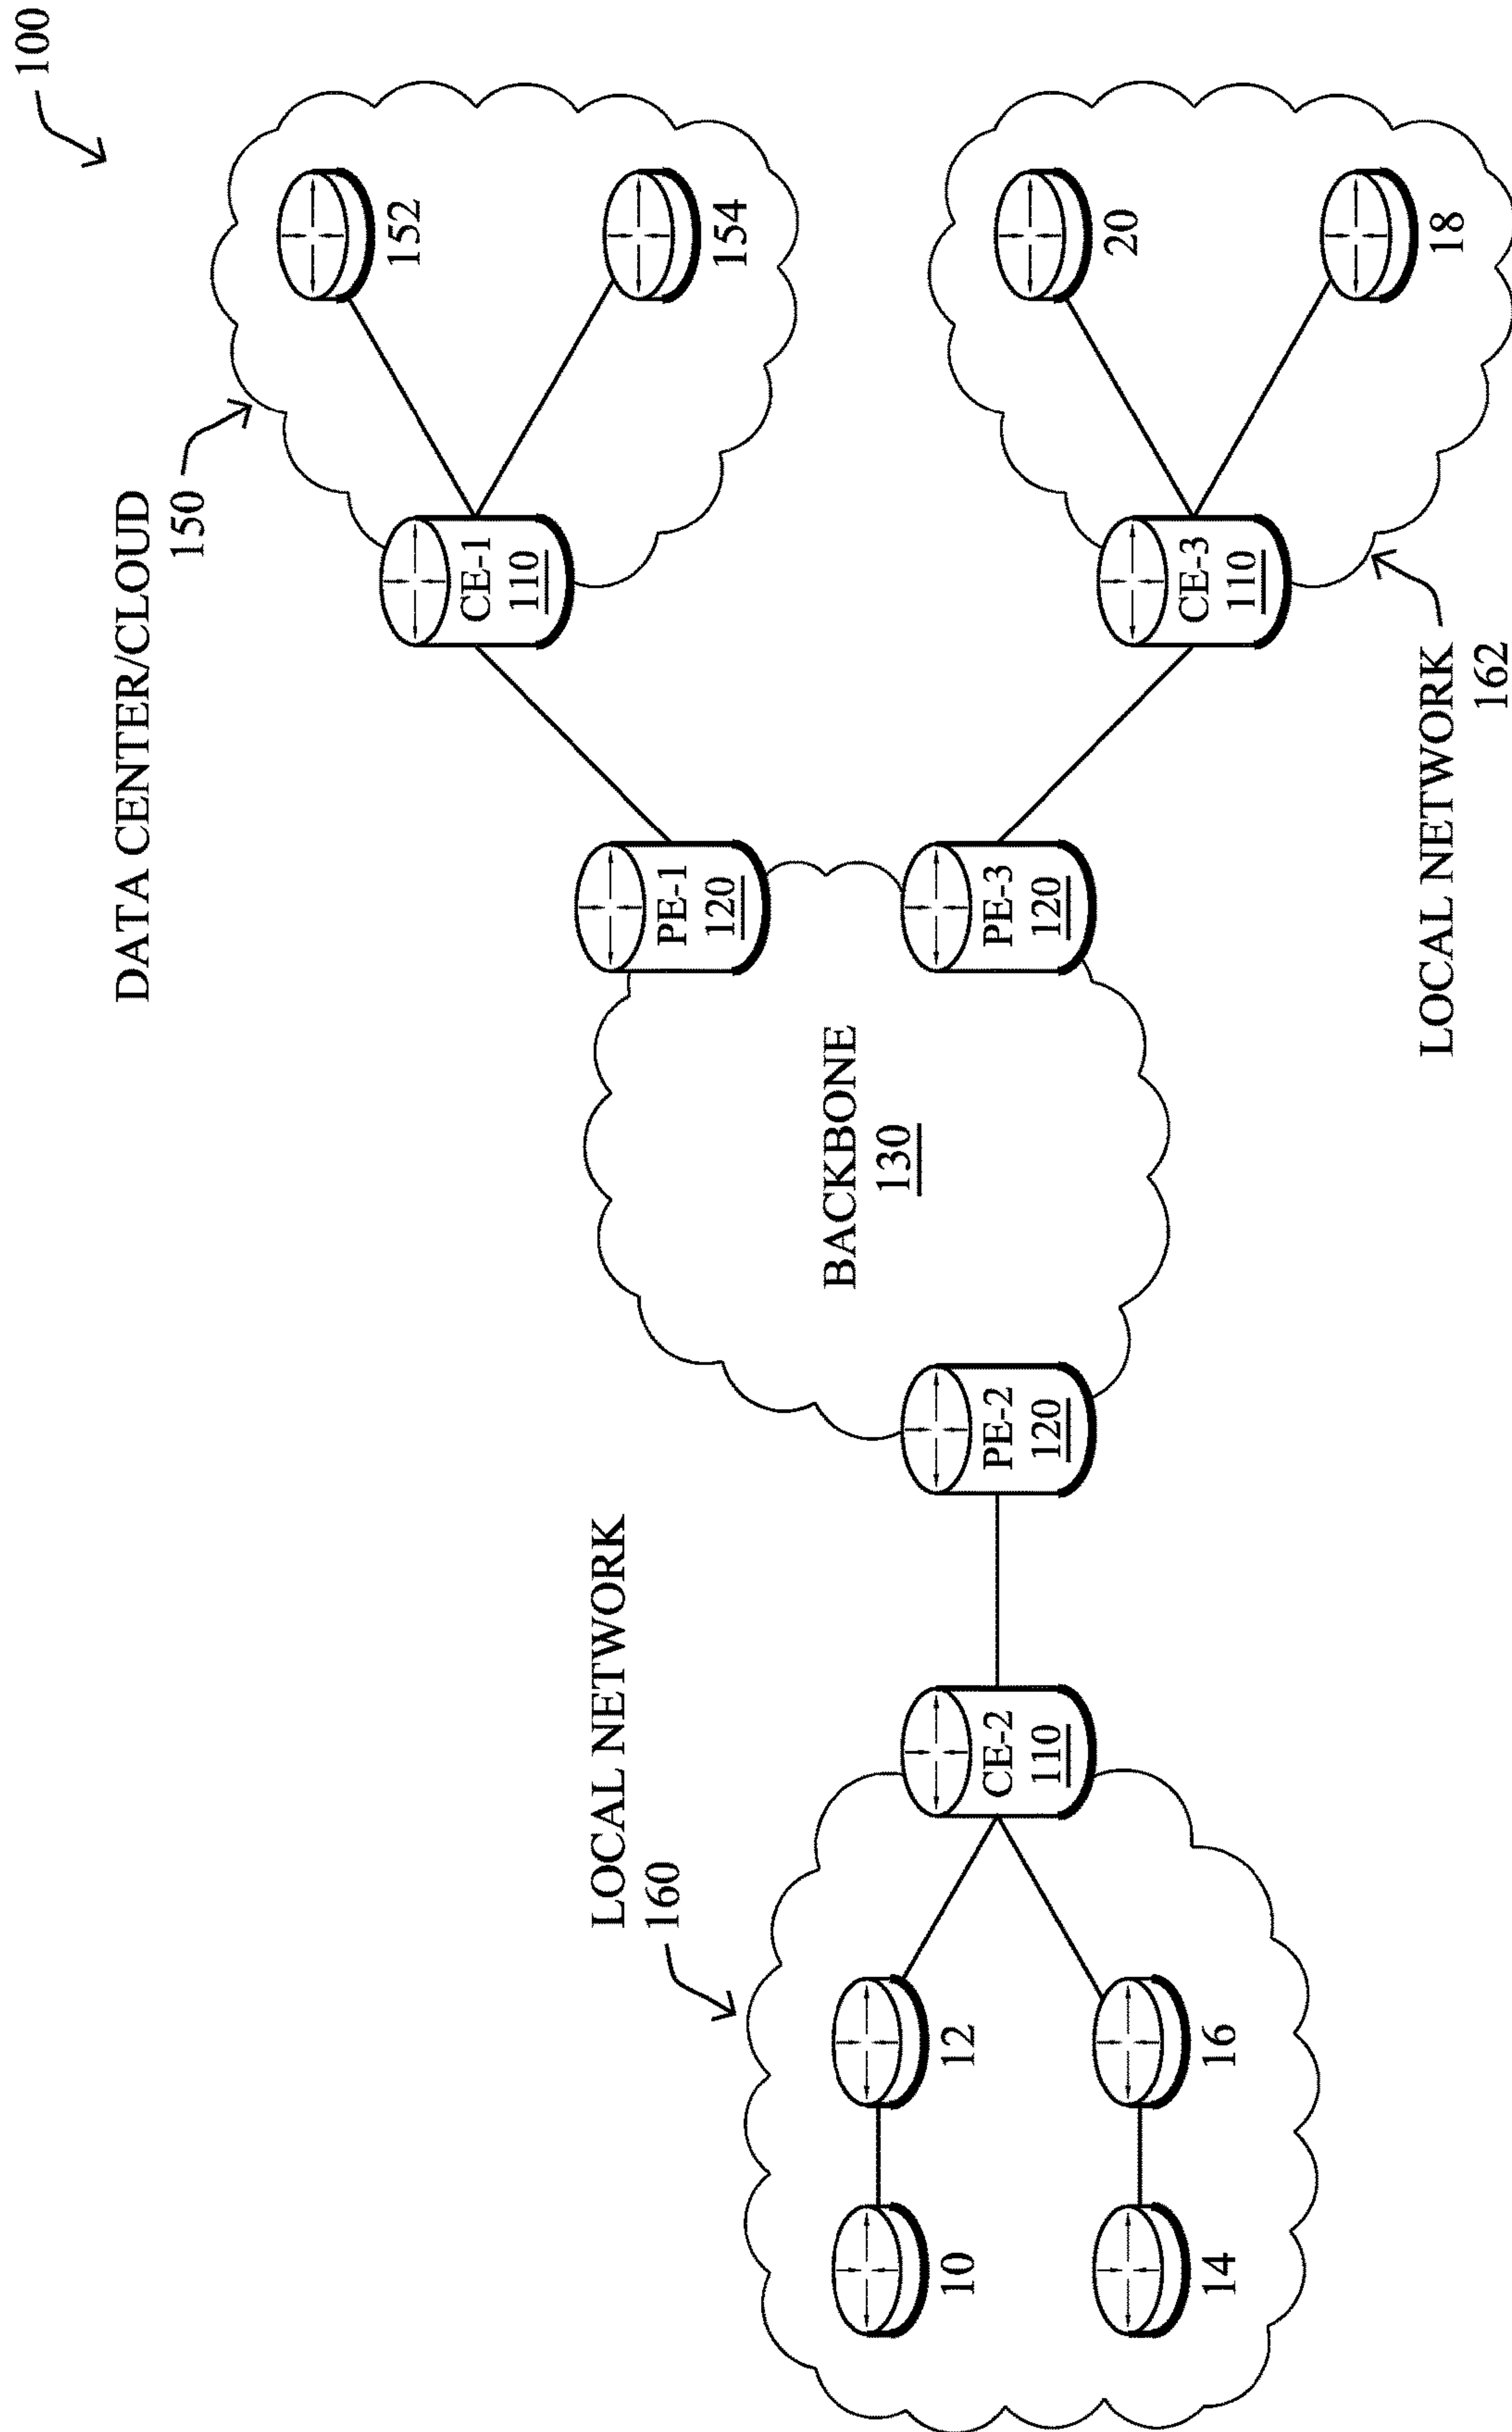 100
DATA CENTER/CLOUD
150
152
154
CE-1
110
PE-1
120
BACKBONE
130
PE-3
120
CE-3
110
20
18
LOCAL NETWORK
162
PE-2
120
LOCAL NETWORK
160
CE-2
110
12
10
16
14